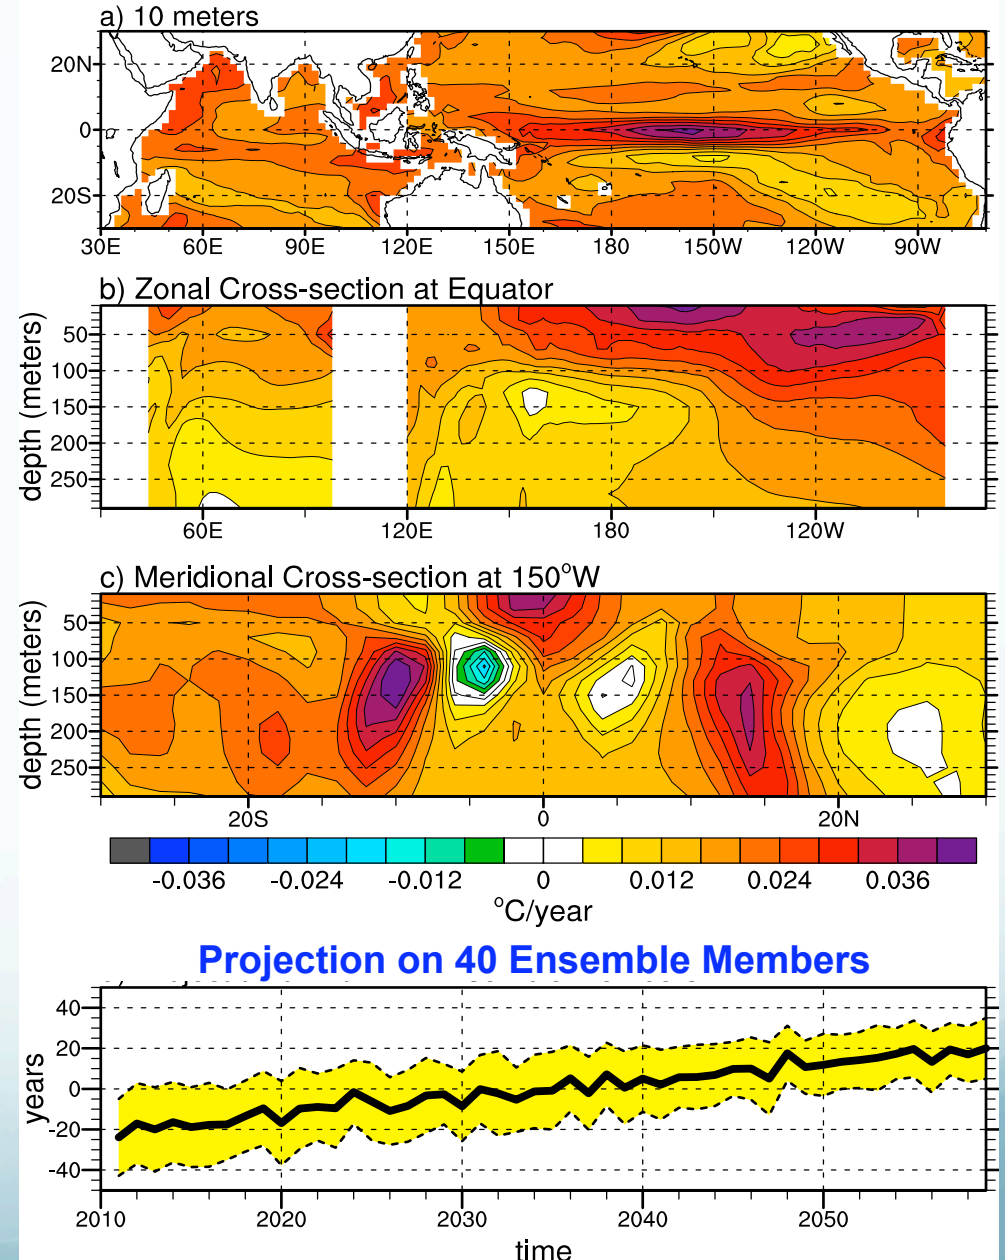 a) 10 meters
20N
0
20S
30E 60E 90E 120E 150E 180 150W 120W 90W
b) Zonal Cross-section at Equator
depth (meters)
50
100
150
200
250
60E 120E 180 120W
c) Meridional Cross-section at 150°W
depth (meters)
50
100
150
200
250
20S 0 20N
-0.036 -0.024 -0.012 0 0.012 0.024 0.036
°C/year
Projection on 40 Ensemble Members
years
40
20
0
-20
-40
2010 2020 2030 2040 2050
time